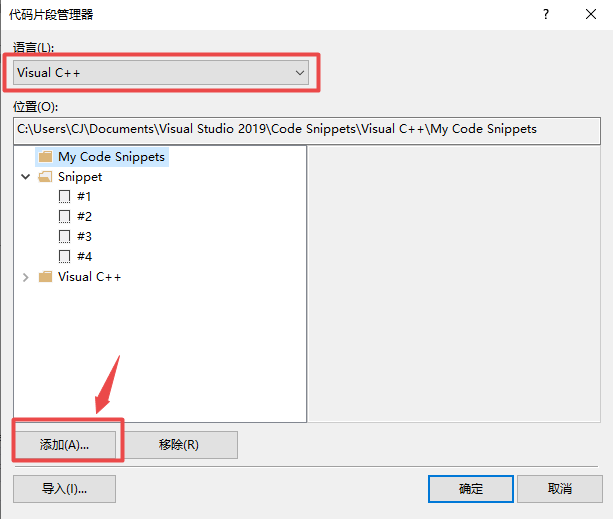 代码片段管理器
语言(L):
Visual C++
位置(O):
C:\Users\CJ\Documents\Visual Studio 2019\Code Snippets\Visual C++\My Code Snippets
My Code Snippets
Snippet
#1
#2
#3
#4
Visual C++
添加(A)... 移除(R)
导入(I)... 确定 取消